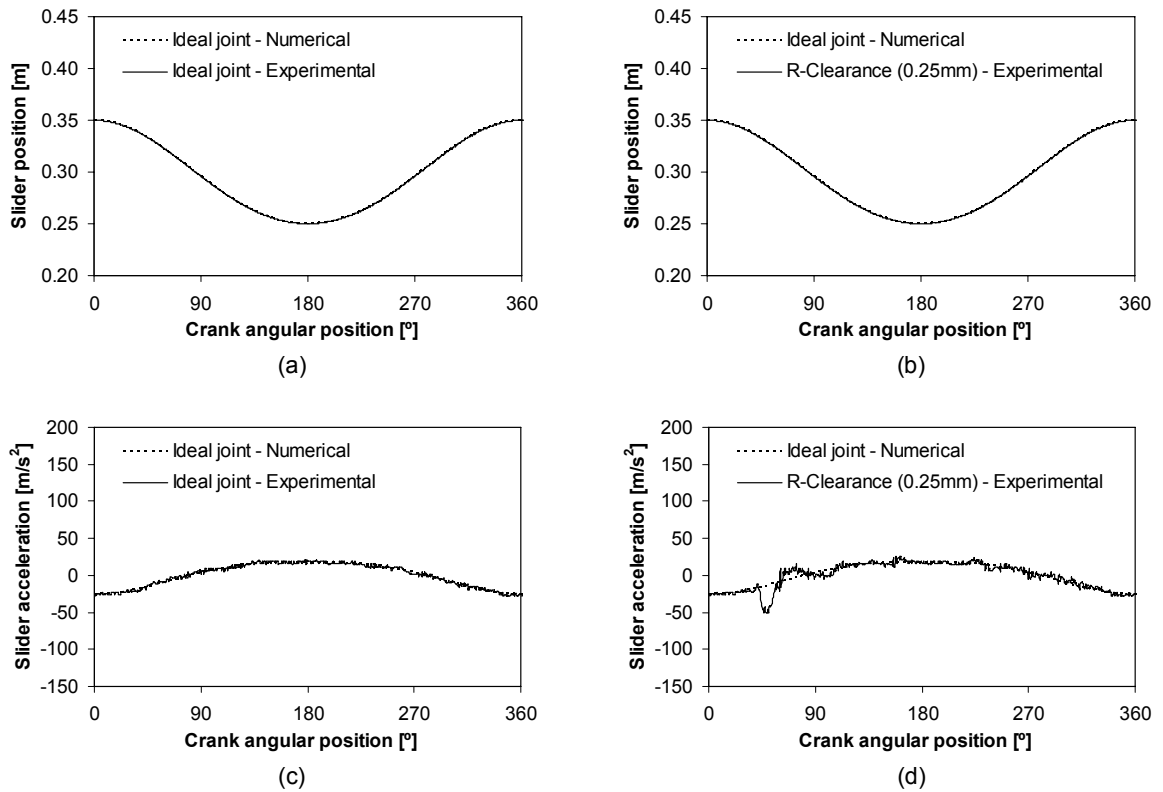 0.45
0.40
0.35
0.30
0.25
0.20
Slider position [m]
Ideal joint - Numerical
Ideal joint - Experimental
0 90 180 270 360
Crank angular position [º]
(a)
0.45
0.40
0.35
0.30
0.25
0.20
Slider position [m]
Ideal joint - Numerical
R-Clearance (0.25mm) - Experimental
0 90 180 270 360
Crank angular position [º]
(b)
200
150
100
50
0
-50
-100
-150
Slider acceleration [m/s²]
Ideal joint - Numerical
Ideal joint - Experimental
0 90 180 270 360
Crank angular position [º]
(c)
200
150
100
50
0
-50
-100
-150
Slider acceleration [m/s²]
Ideal joint - Numerical
R-Clearance (0.25mm) - Experimental
0 90 180 270 360
Crank angular position [º]
(d)